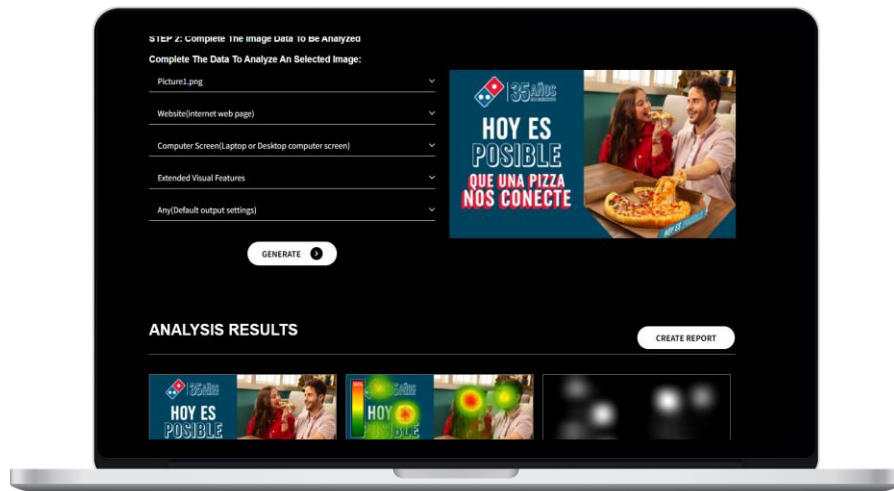 STEP 2: Complete The Image Data To Be Analyzed
Complete The Data To Analyze An Selected Image:
Picture1.png
Website(internet web page)
Computer Screen(Laptop or Desktop computer screen)
Extended Visual Features
Any(Default output settings)
GENERATE
35 AÑOS
HOY ES
POSIBLE
QUE UNA PIZZA
NOS CONECTE
HOY ES
ANALYSIS RESULTS
CREATE REPORT
35 AÑOS
HOY ES
POSIBLE
HOY